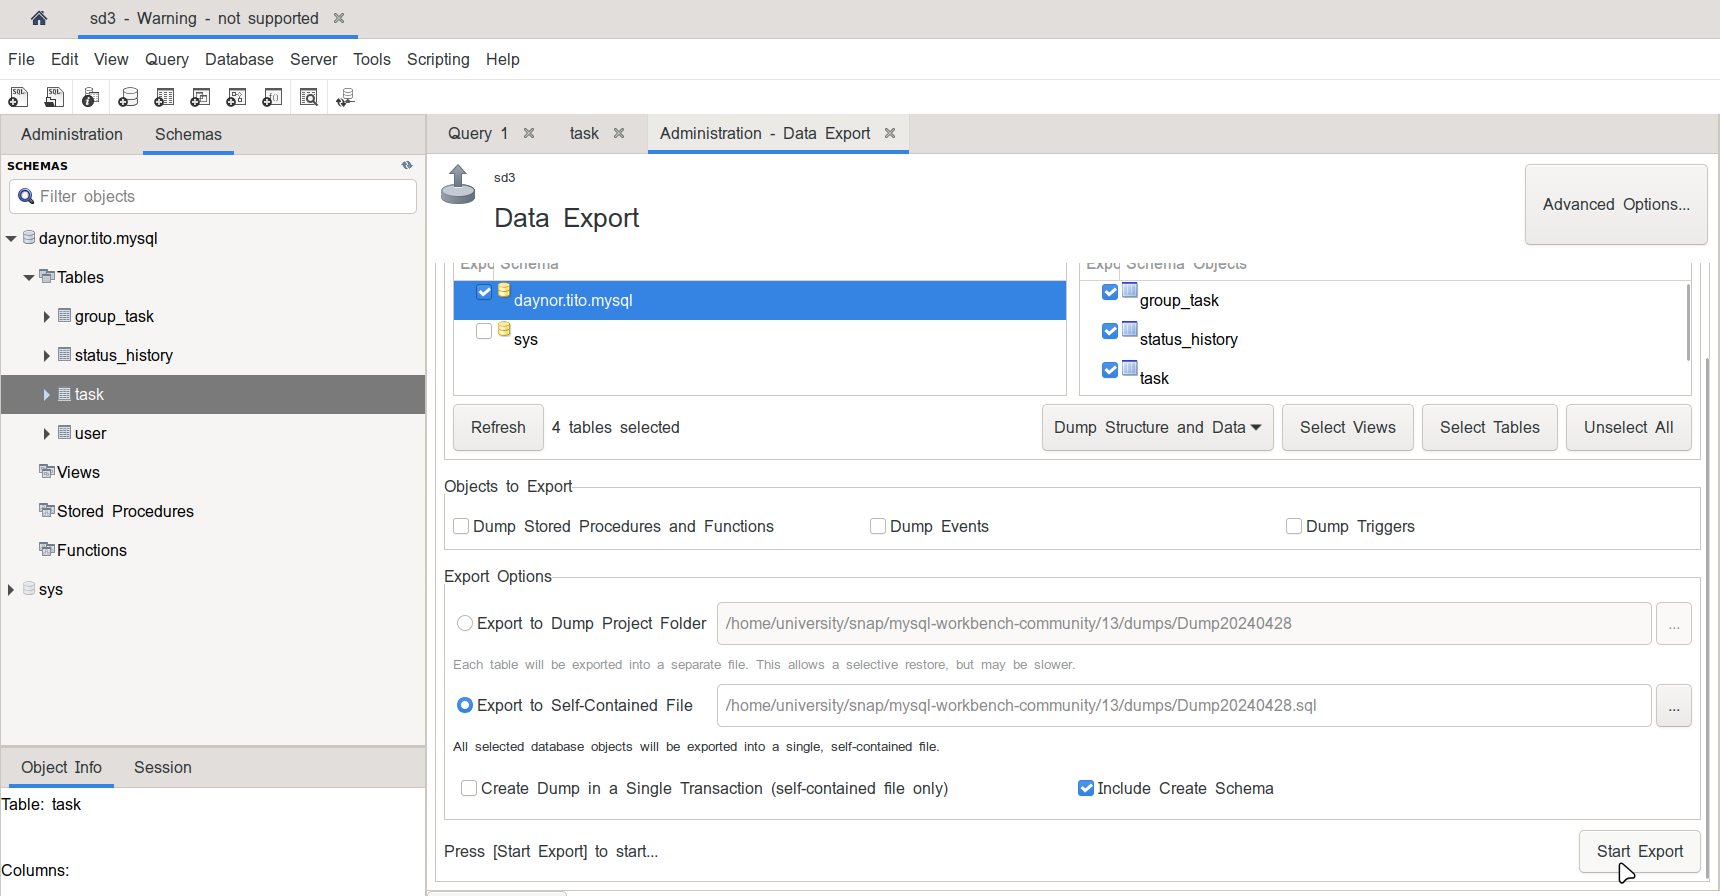 sd3 - Warning - not supported
File Edit View Query Database Server Tools Scripting Help
Administration Schemas
SCHEMAS
Filter objects
daynor.tito.mysql
Tables
group_task
status_history
task
user
Views
Stored Procedures
Functions
sys
Object Info Session
Table: task
Columns:
Query 1 task Administration - Data Export
sd3
Data Export
Advanced Options...
Expo Schema
daynor.tito.mysql
sys
Expo Schema Objects
group_task
status_history
task
Refresh 4 tables selected Dump Structure and Data Select Views Select Tables Unselect All
Objects to Export
Dump Stored Procedures and Functions Dump Events Dump Triggers
Export Options
Export to Dump Project Folder /home/university/snap/mysql-workbench-community/13/dumps/Dump20240428 ...
Each table will be exported into a separate file. This allows a selective restore, but may be slower.
Export to Self-Contained File /home/university/snap/mysql-workbench-community/13/dumps/Dump20240428.sql ...
All selected database objects will be exported into a single, self-contained file.
Create Dump in a Single Transaction (self-contained file only) Include Create Schema
Press [Start Export] to start... Start Export